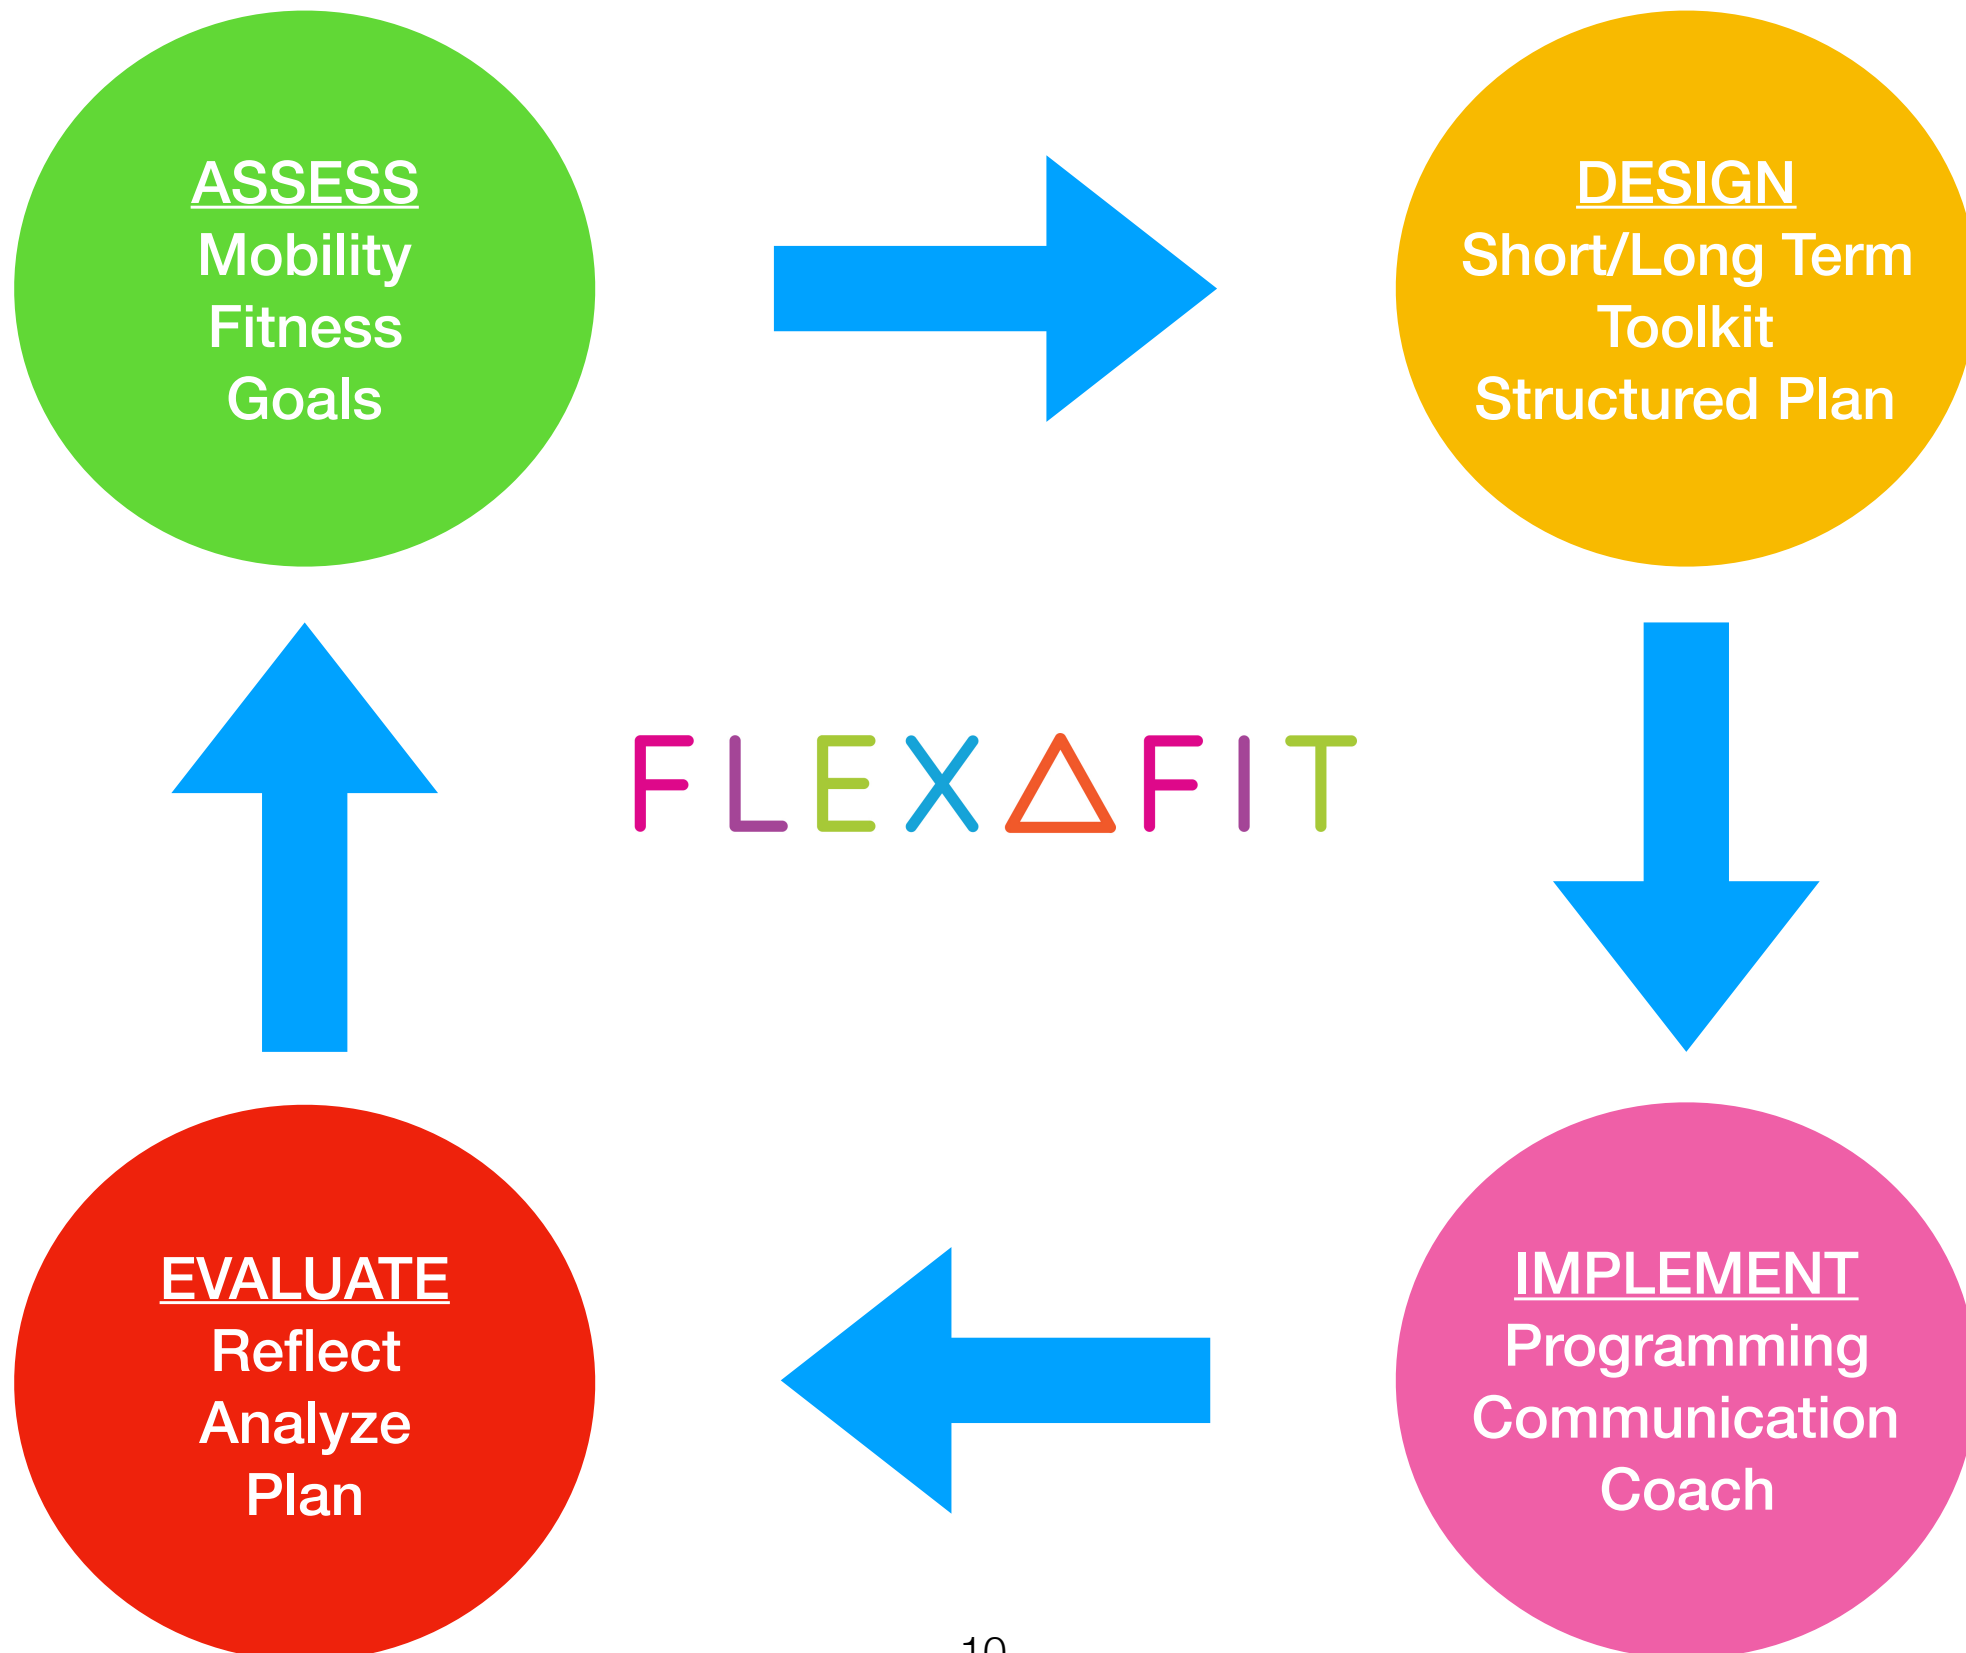 ASSESS
Mobility
Fitness
Goals
DESIGN
Short/Long Term
Toolkit
Structured Plan
FLEXΔFIT
EVALUATE
Reflect
Analyze
Plan
IMPLEMENT
Programming
Communication
Coach
10